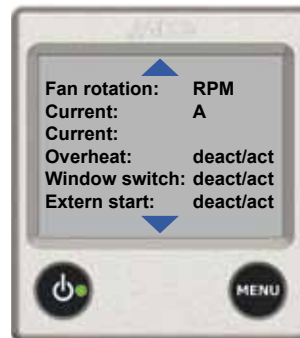 Fan rotation: RPM
Current: A
Current:
Overheat: deact/act
Window switch: deact/act
Extern start: deact/act
MENU